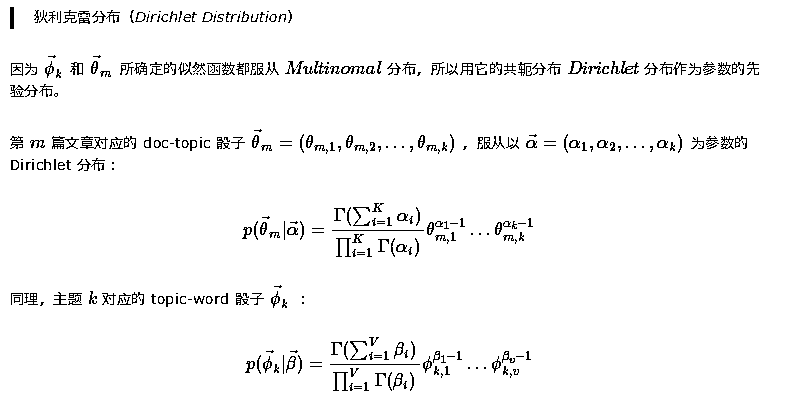 狄利克雷分布（Dirichlet Distribution）
因为 $\vec{\phi}_k$ 和 $\vec{\theta}_m$ 所确定的似然函数都服从 Multinomal 分布，所以用它的共轭分布 Dirichlet 分布作为参数的先
验分布。
第 $m$ 篇文章对应的 doc-topic 骰子 $\vec{\theta}_m = (\theta_{m,1}, \theta_{m,2}, \ldots, \theta_{m,k})$ ，服从以 $\vec{\alpha} = (\alpha_1, \alpha_2, \ldots, \alpha_k)$ 为参数的
Dirichlet 分布：
$p(\vec{\theta}_m|\vec{\alpha}) = \frac{\Gamma(\sum_{i=1}^{K} \alpha_i)}{\prod_{i=1}^{K} \Gamma(\alpha_i)} \theta_{m,1}^{\alpha_1-1} \ldots \theta_{m,k}^{\alpha_k-1}$
同理，主题 $k$ 对应的 topic-word 骰子 $\vec{\phi}_k$ ：
$p(\vec{\phi}_k|\vec{\beta}) = \frac{\Gamma(\sum_{i=1}^{V} \beta_i)}{\prod_{i=1}^{V} \Gamma(\beta_i)} \phi_{k,1}^{\beta_1-1} \ldots \phi_{k,v}^{\beta_v-1}$